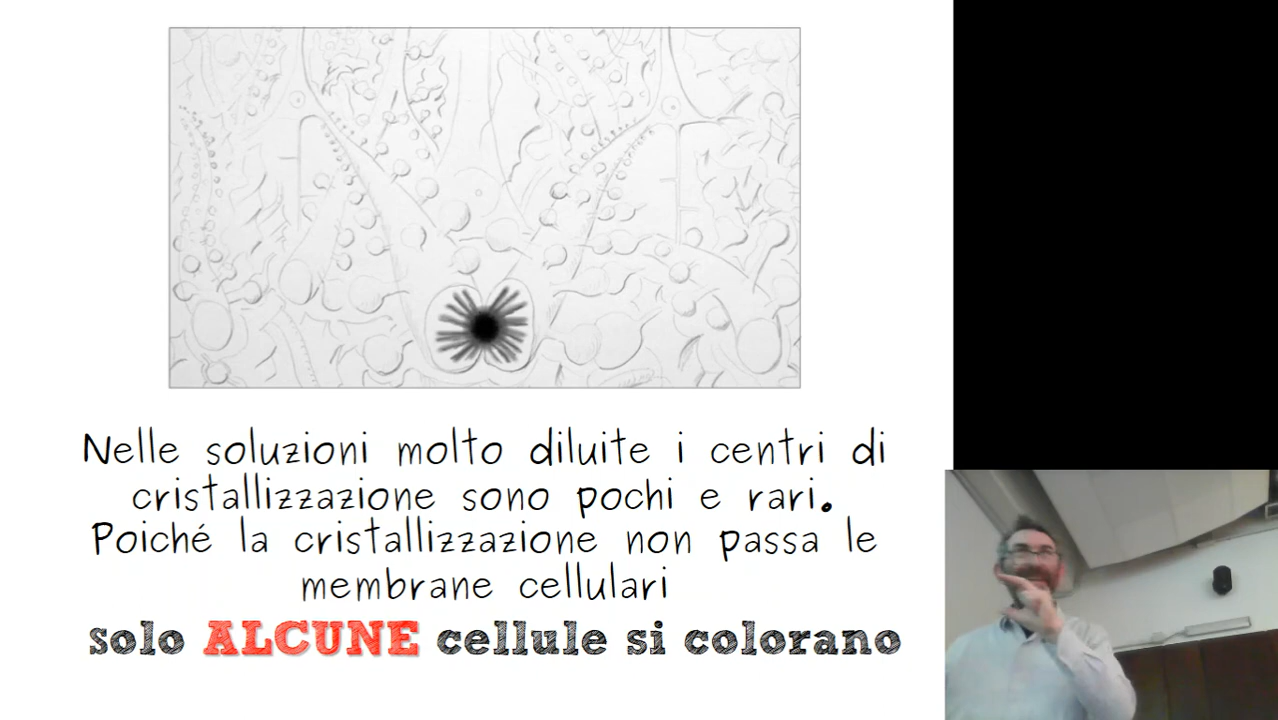 Nelle soluzioni molto diluite i centri di
cristallizzazione sono pochi e rari.
Poiché la cristallizzazione non passa le
membrane cellulari
Solo ALCUNE cellule si colorano